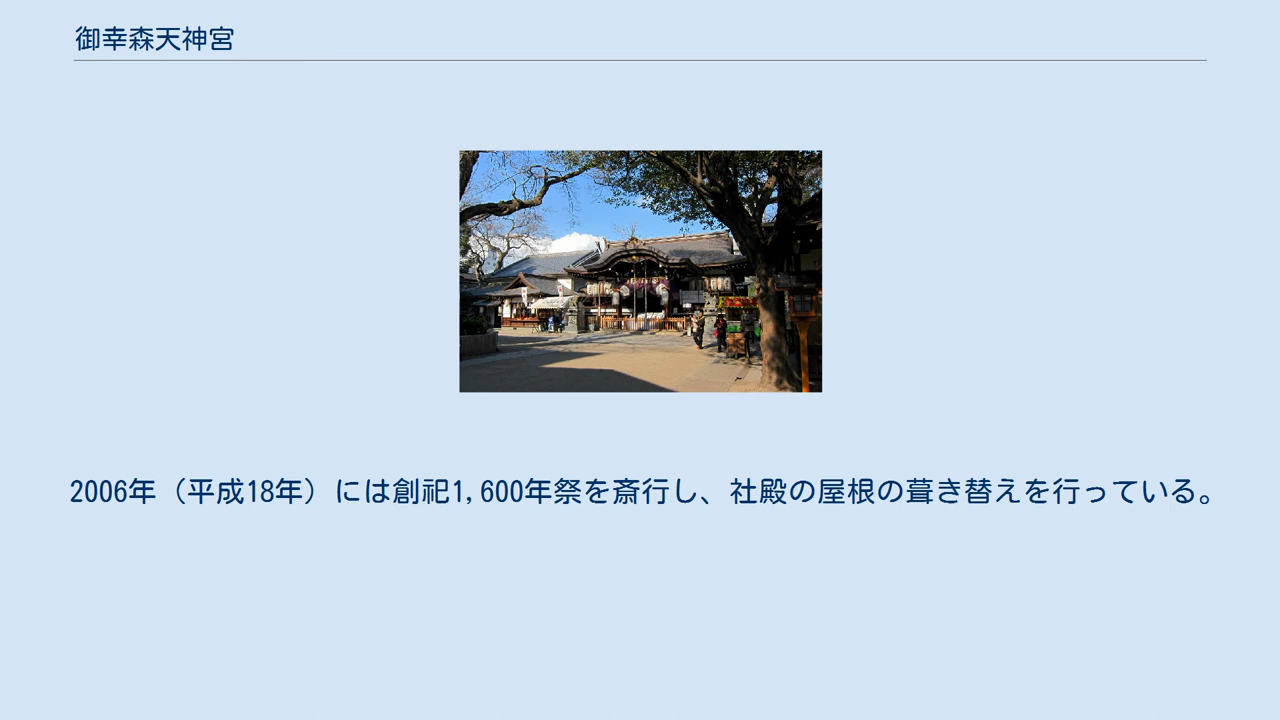 御幸森天神宮
2006年（平成18年）には創祀1,600年祭を斎行し、社殿の屋根の葺き替えを行っている。